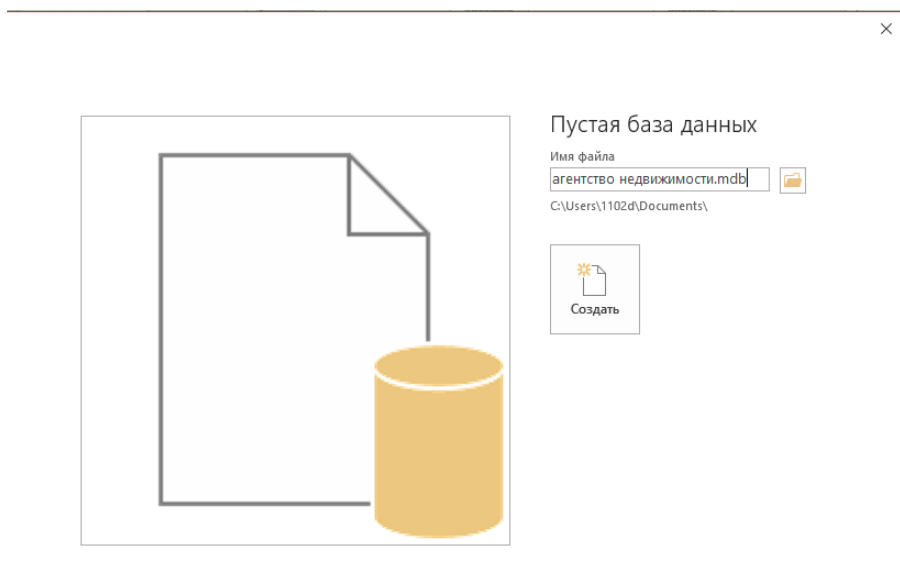 Пустая база данных
Имя файла
агентство недвижимости.mdb
C:\Users\1102d\Documents\
Создать